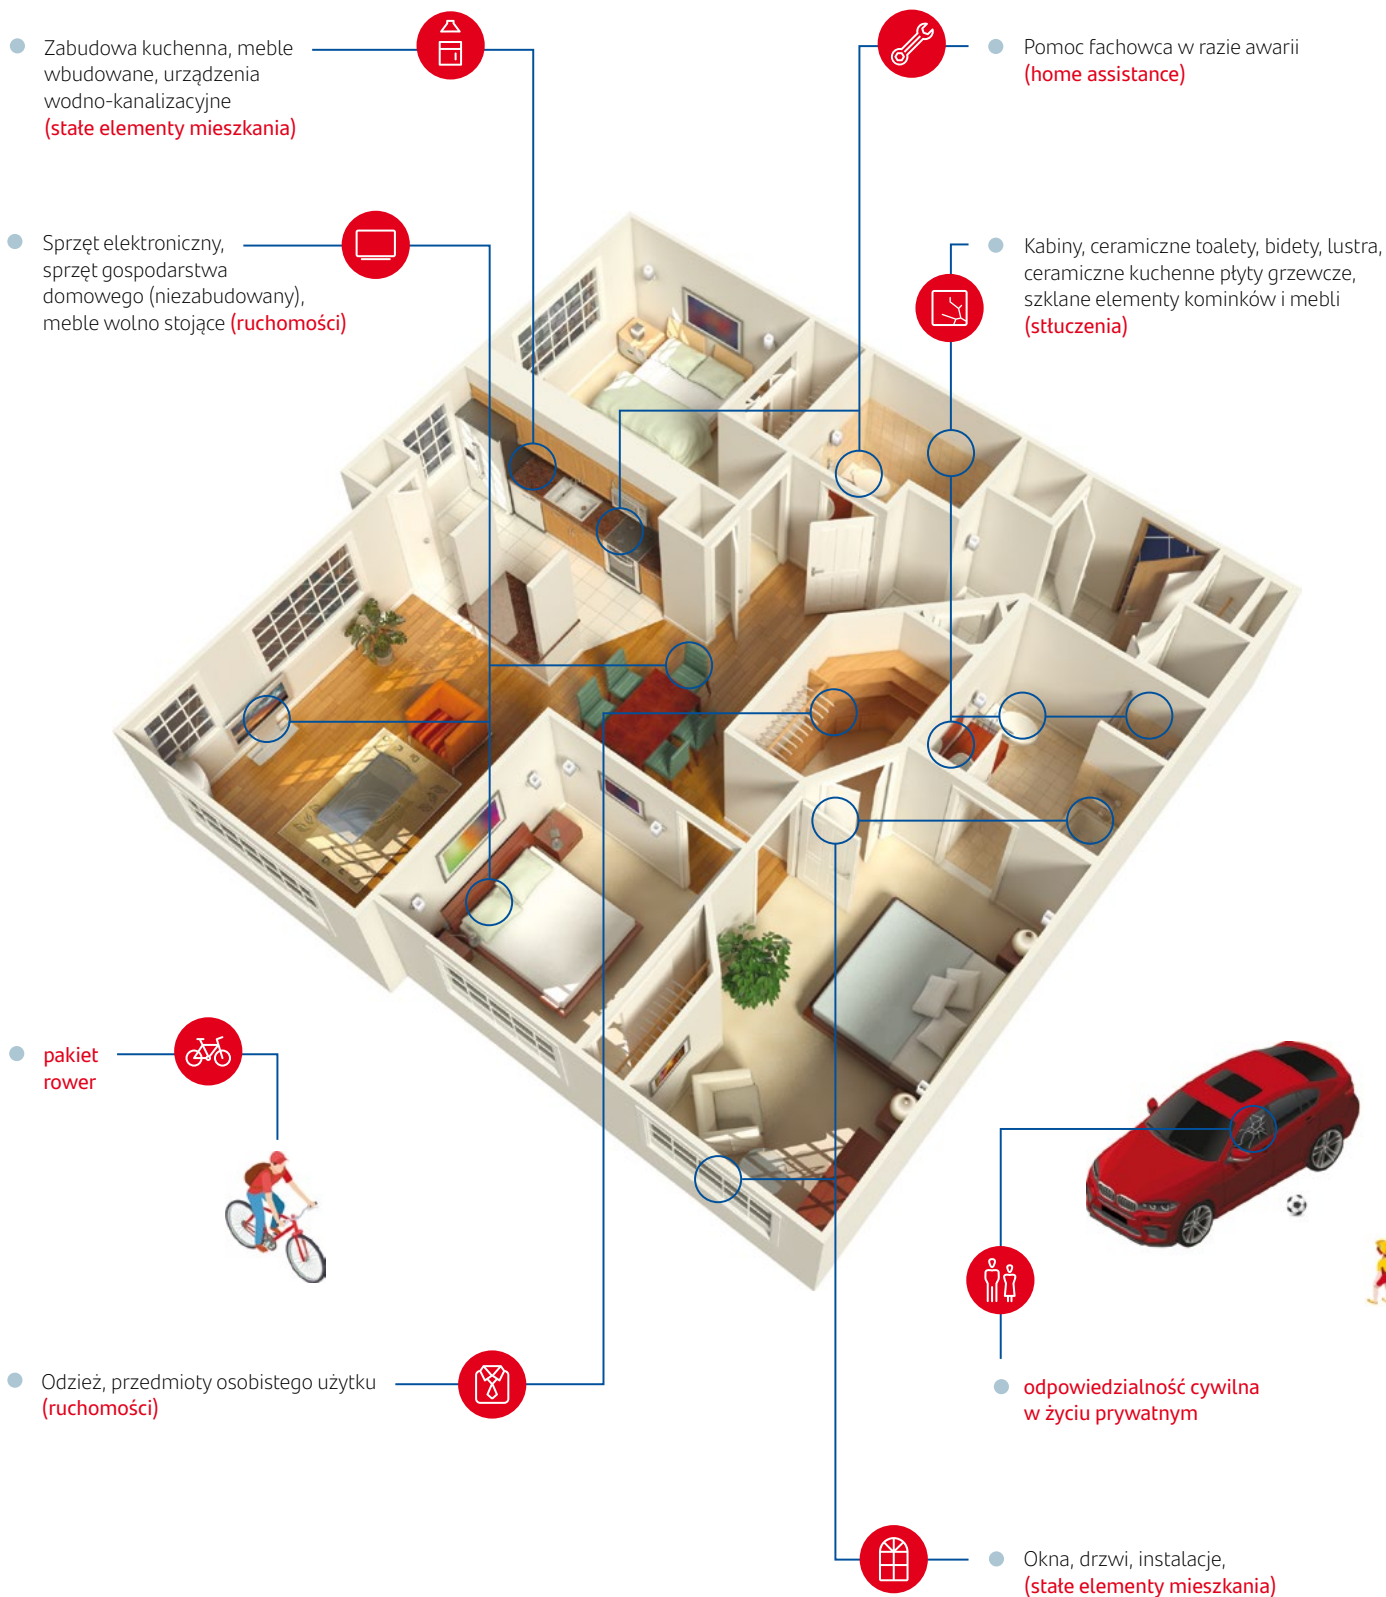 Zabudowa kuchenna, meble
wbudowane, urządzenia
wodno-kanalizacyjne
(stałe elementy mieszkania)
Pomoc fachowca w razie awarii
(home assistance)
Sprzęt elektroniczny,
sprzęt gospodarstwa
domowego (niezabudowany),
meble wolno stojące (ruchomości)
Kabiny, ceramiczne toalety, bidety, lustra,
ceramiczne kuchenne płyty grzewcze,
szklane elementy kominków i mebli
(stłuczenia)
pakiet
rower
Odzież, przedmioty osobistego użytku
(ruchomości)
odpowiedzialność cywilna
w życiu prywatnym
Okna, drzwi, instalacje,
(stałe elementy mieszkania)